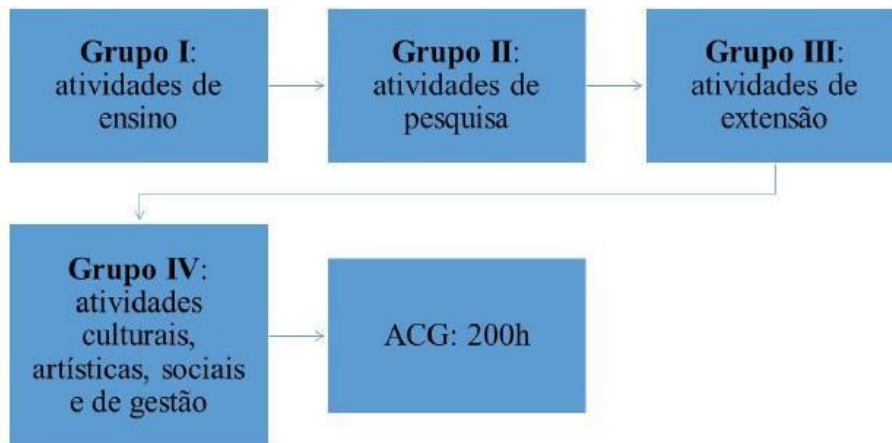 Grupo I:
atividades de
ensino
Grupo II:
atividades de
pesquisa
Grupo III:
atividades de
extensão
Grupo IV:
atividades
culturais,
artísticas, sociais
e de gestão
ACG: 200h